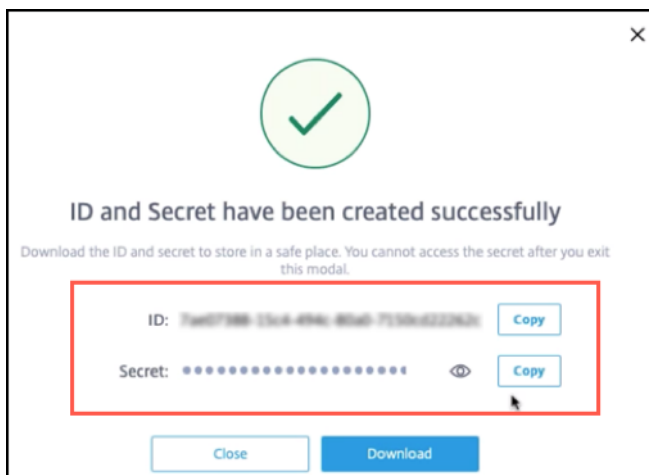 ID and Secret have been created successfully
Download the ID and secret to store in a safe place. You cannot access the secret after you exit
this modal.
ID: Copy
Secret: Copy
Close Download